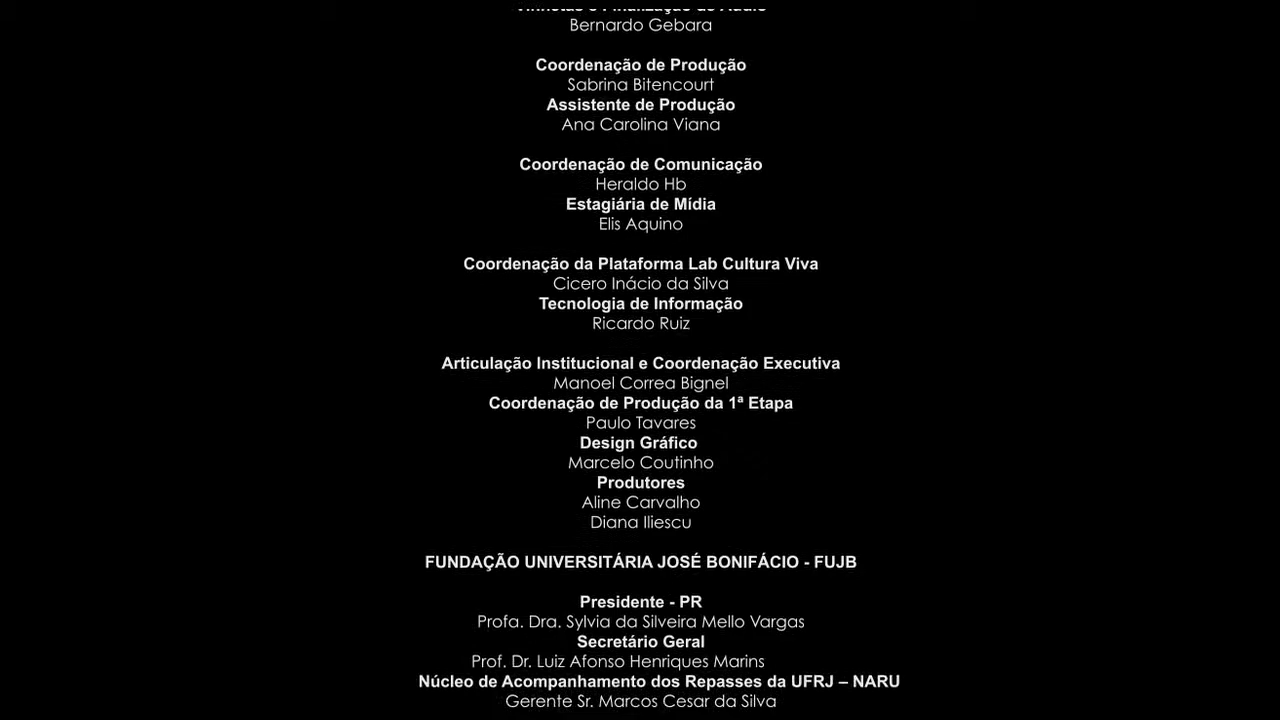 Vinhetas e Finalização de Áudio
Bernardo Gebara
Coordenação de Produção
Sabrina Bitencourt
Assistente de Produção
Ana Carolina Viana
Coordenação de Comunicação
Heraldo Hb
Estagiária de Mídia
Elis Aquino
Coordenação da Plataforma Lab Cultura Viva
Cicero Inácio da Silva
Tecnologia de Informação
Ricardo Ruiz
Articulação Institucional e Coordenação Executiva
Manoel Correa Bignel
Coordenação de Produção da 1ª Etapa
Paulo Tavares
Design Gráfico
Marcelo Coutinho
Produtores
Aline Carvalho
Diana Iliescu
FUNDAÇÃO UNIVERSITÁRIA JOSÉ BONIFÁCIO - FUJB
Presidente - PR
Profa. Dra. Sylvia da Silveira Mello Vargas
Secretário Geral
Prof. Dr. Luiz Afonso Henriques Marins
Núcleo de Acompanhamento dos Repasses da UFRJ – NARU
Gerente Sr. Marcos Cesar da Silva